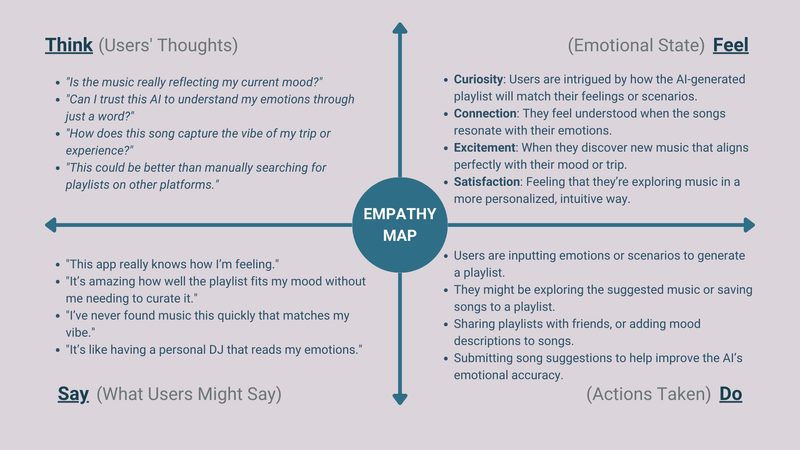 Think (Users' Thoughts)
• "Is the music really reflecting my current mood?"
• "Can I trust this AI to understand my emotions through
just a word?"
• "How does this song capture the vibe of my trip or
experience?"
• "This could be better than manually searching for
playlists on other platforms."
(Emotional State) Feel
• Curiosity: Users are intrigued by how the AI-generated
playlist will match their feelings or scenarios.
• Connection: They feel understood when the songs
resonate with their emotions.
• Excitement: When they discover new music that aligns
perfectly with their mood or trip.
• Satisfaction: Feeling that they're exploring music in a
more personalized, intuitive way.
EMPATHY
MAP
• "This app really knows how I'm feeling."
• "It's amazing how well the playlist fits my mood without
me needing to curate it."
• "I've never found music this quickly that matches my
vibe."
• "It's like having a personal DJ that reads my emotions."
Say (What Users Might Say)
• Users are inputting emotions or scenarios to generate
a playlist.
• They might be exploring the suggested music or saving
songs to a playlist.
• Sharing playlists with friends, or adding mood
descriptions to songs.
• Submitting song suggestions to help improve the AI's
emotional accuracy.
(Actions Taken) Do